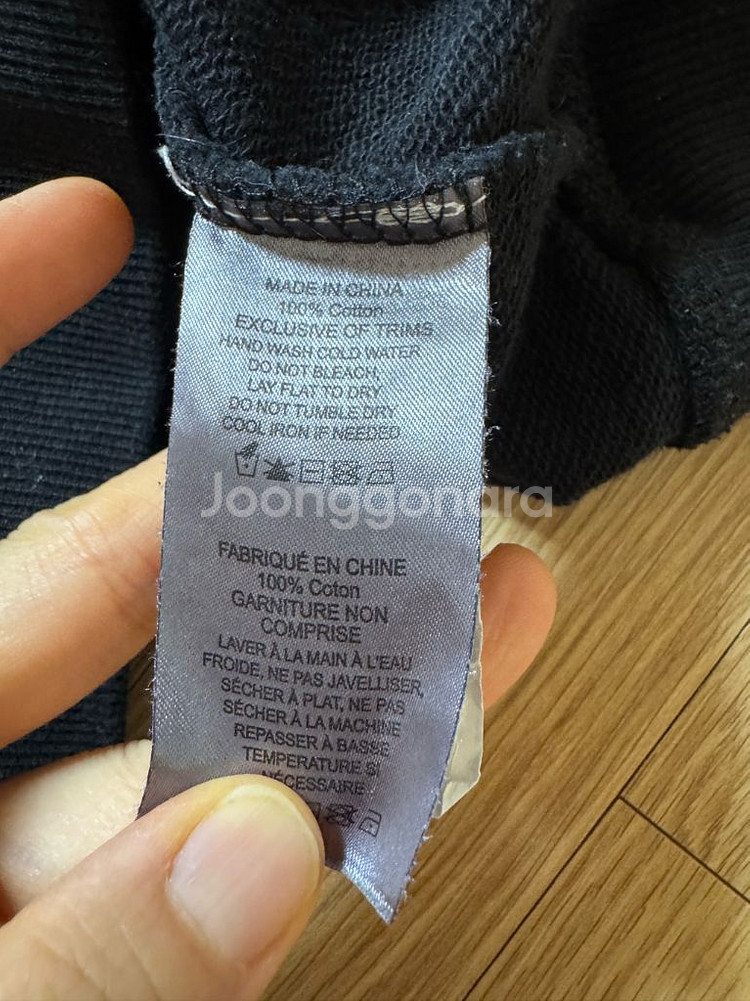 MADE IN CHINA
100% Cotton
EXCLUSIVE OF TRIMS
HAND WASH COLD WATER
DO NOT BLEACH,
LAY FLAT TO DRY
DO NOT TUMBLE DRY
COOL IRON IF NEEDED
Joonggonara
FABRIQUÉ EN CHINE
100% Coton
GARNITURE NON
COMPRISE
LAVER À LA MAIN À L'EAU
FROIDE, NE PAS JAVELLISER,
SÉCHER À PLAT, NE PAS
SÉCHER À LA MACHINE
REPASSER À BASSE
TEMPERATURE SI
NÉCESSAIRE